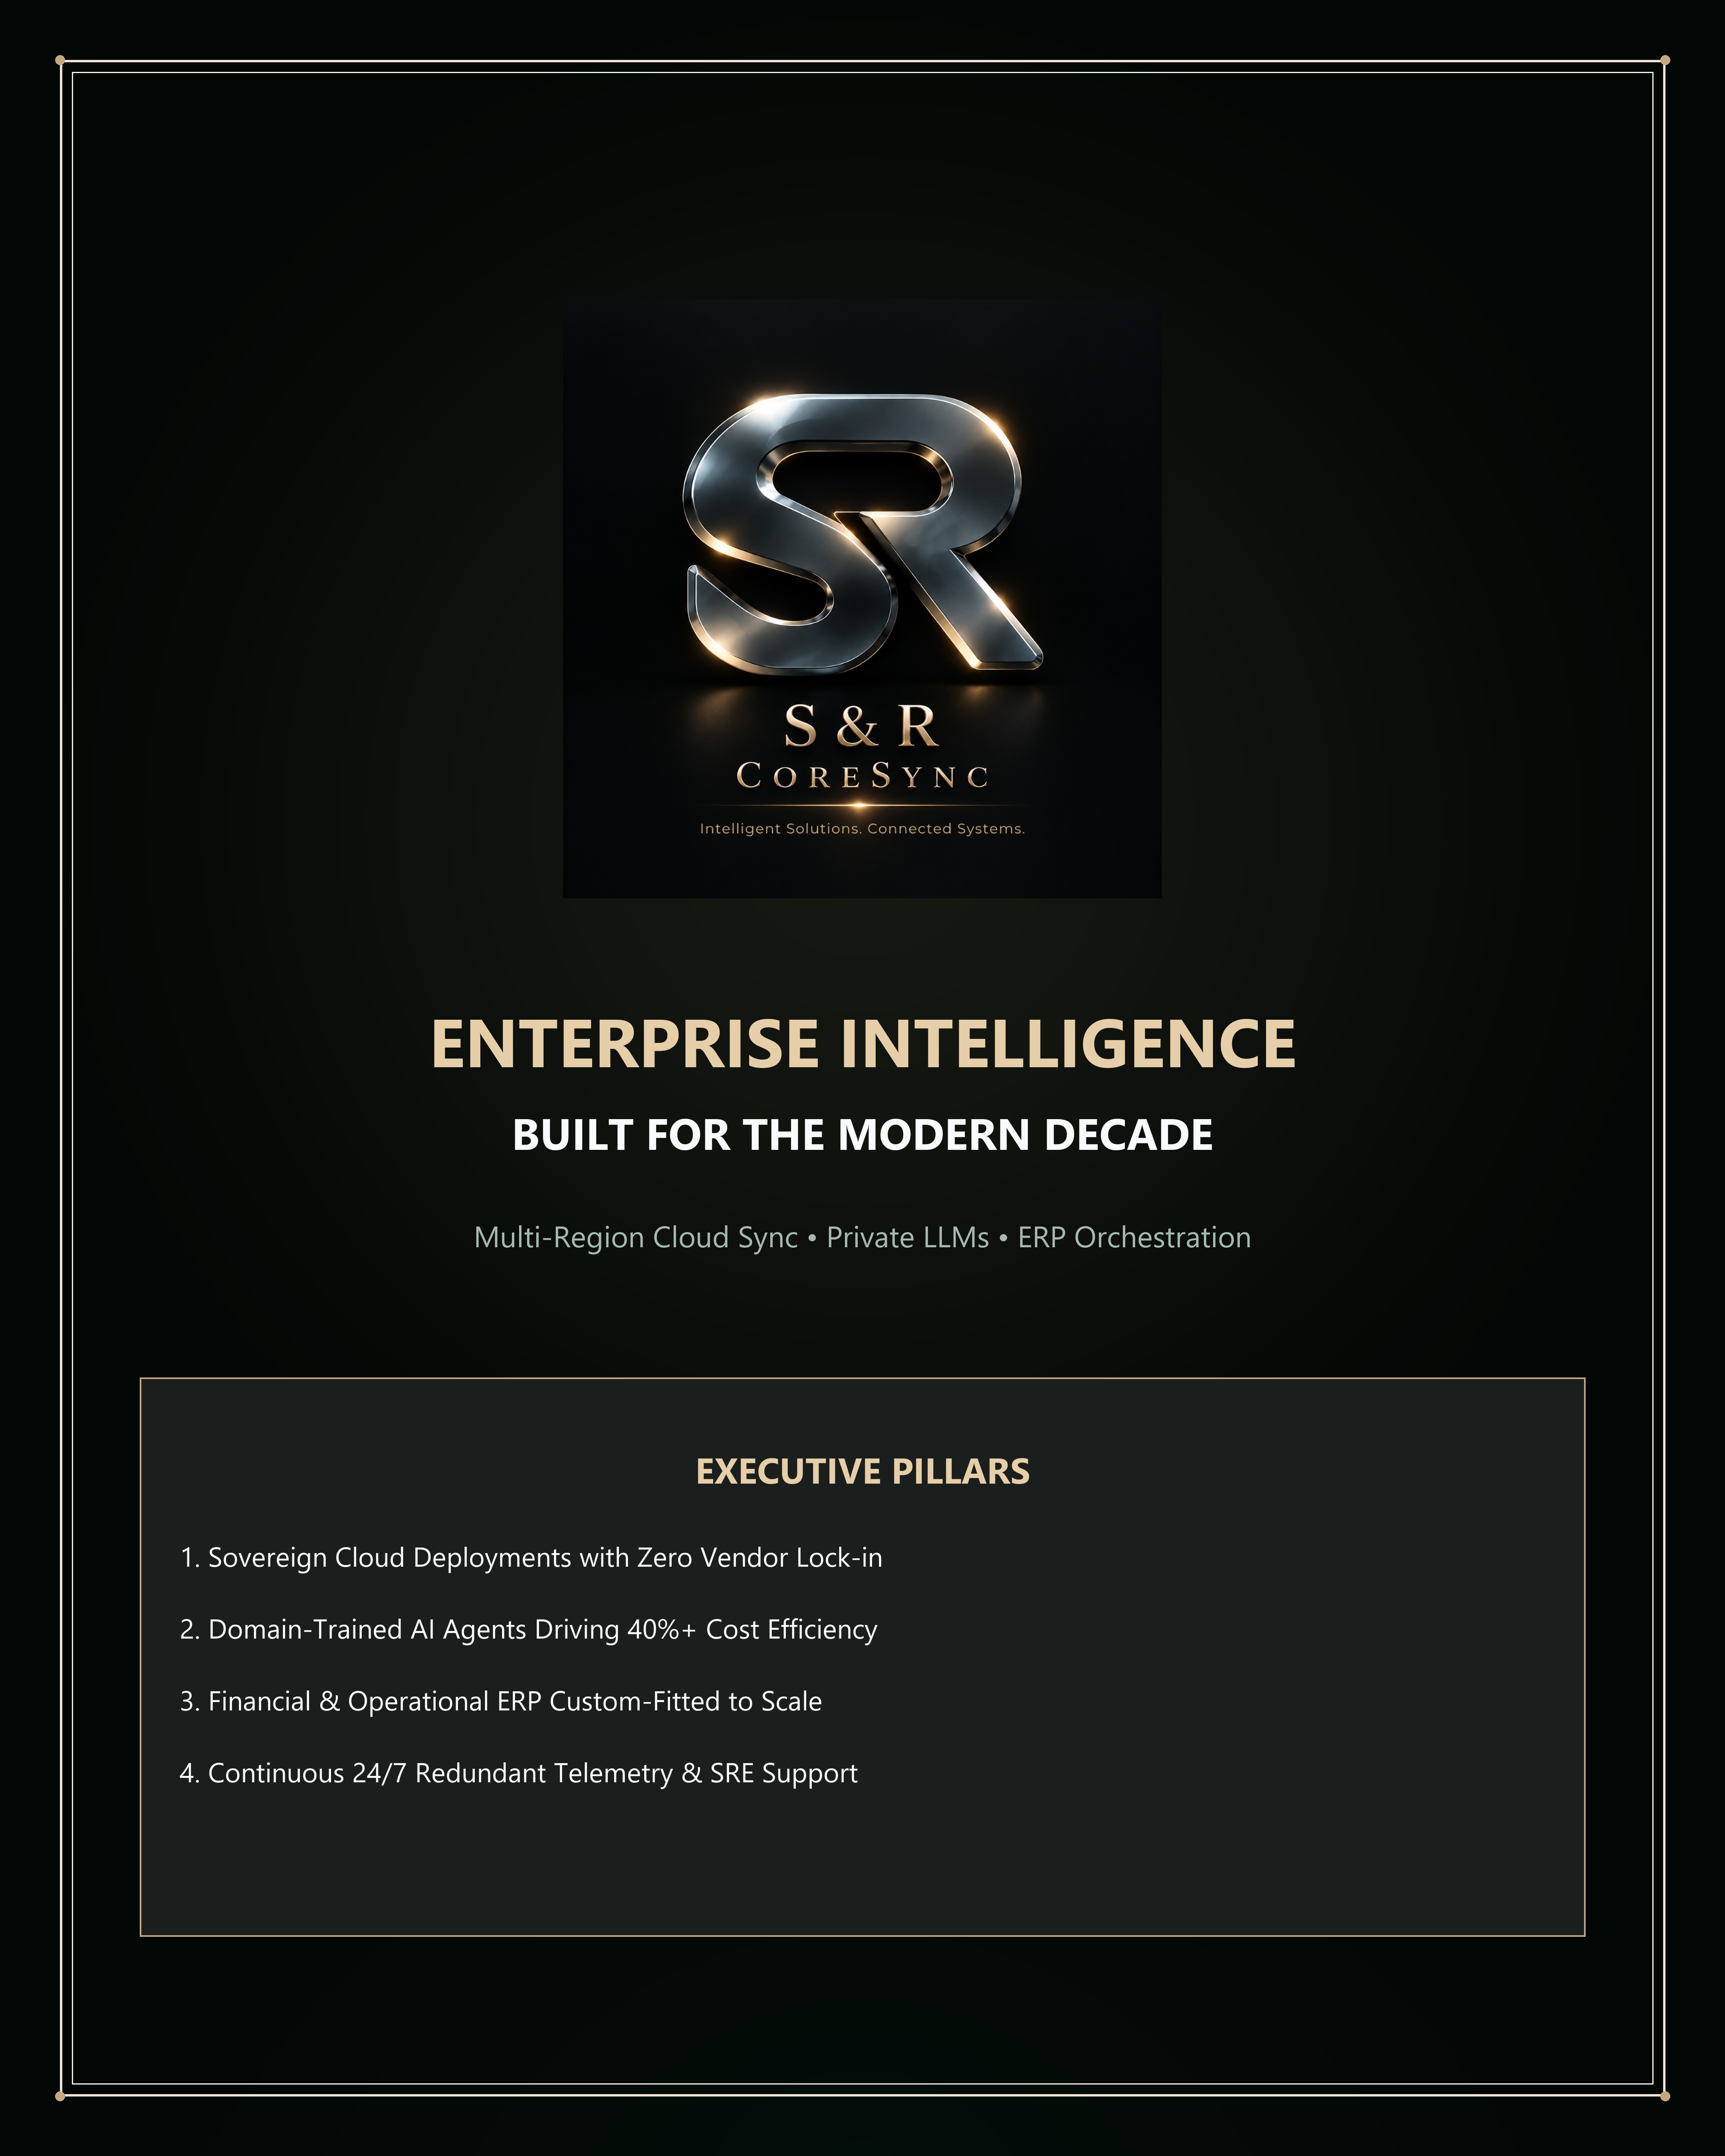 SR
S & R
CORESYNC
Intelligent Solutions. Connected Systems.
ENTERPRISE INTELLIGENCE
BUILT FOR THE MODERN DECADE
Multi-Region Cloud Sync • Private LLMs • ERP Orchestration
EXECUTIVE PILLARS
1. Sovereign Cloud Deployments with Zero Vendor Lock-in
2. Domain-Trained AI Agents Driving 40%+ Cost Efficiency
3. Financial & Operational ERP Custom-Fitted to Scale
4. Continuous 24/7 Redundant Telemetry & SRE Support